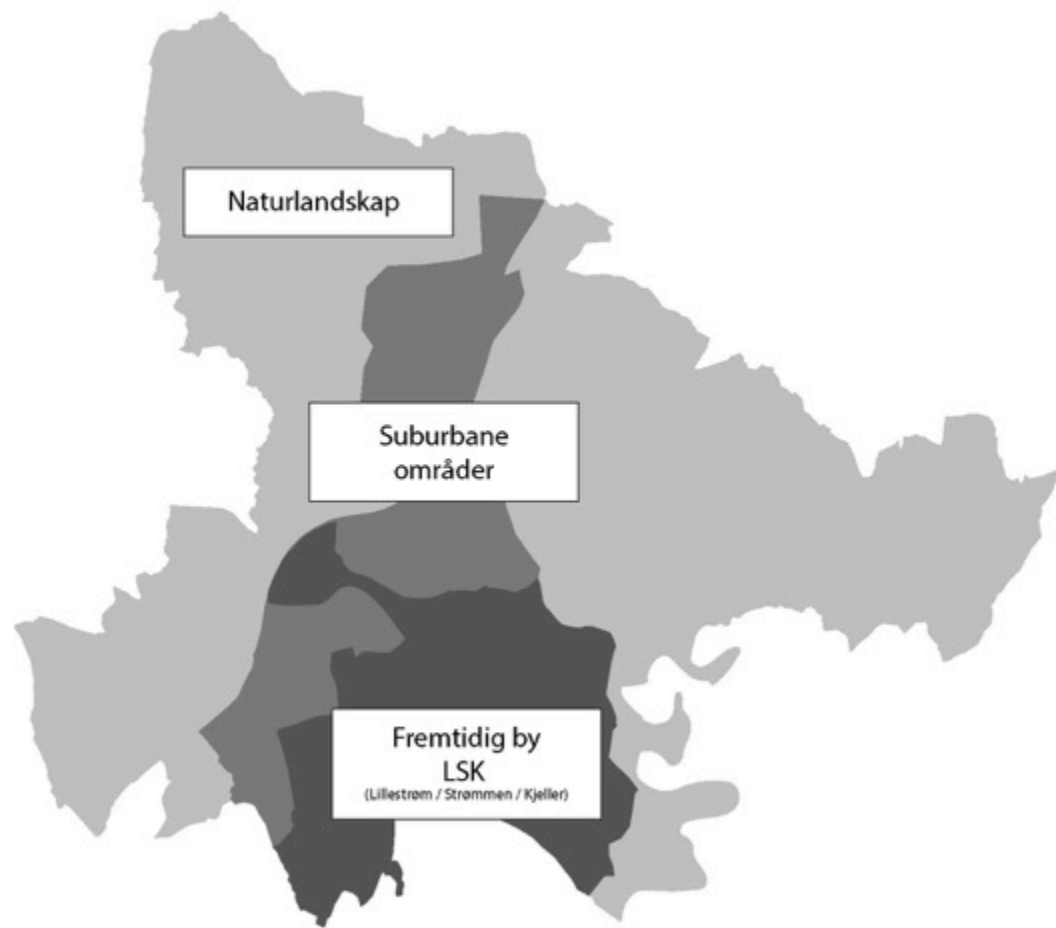 Naturlandskap
Suburbane
områder
Fremtidig by
LSK
(Lillestrøm / Strømmen / Kjeller)